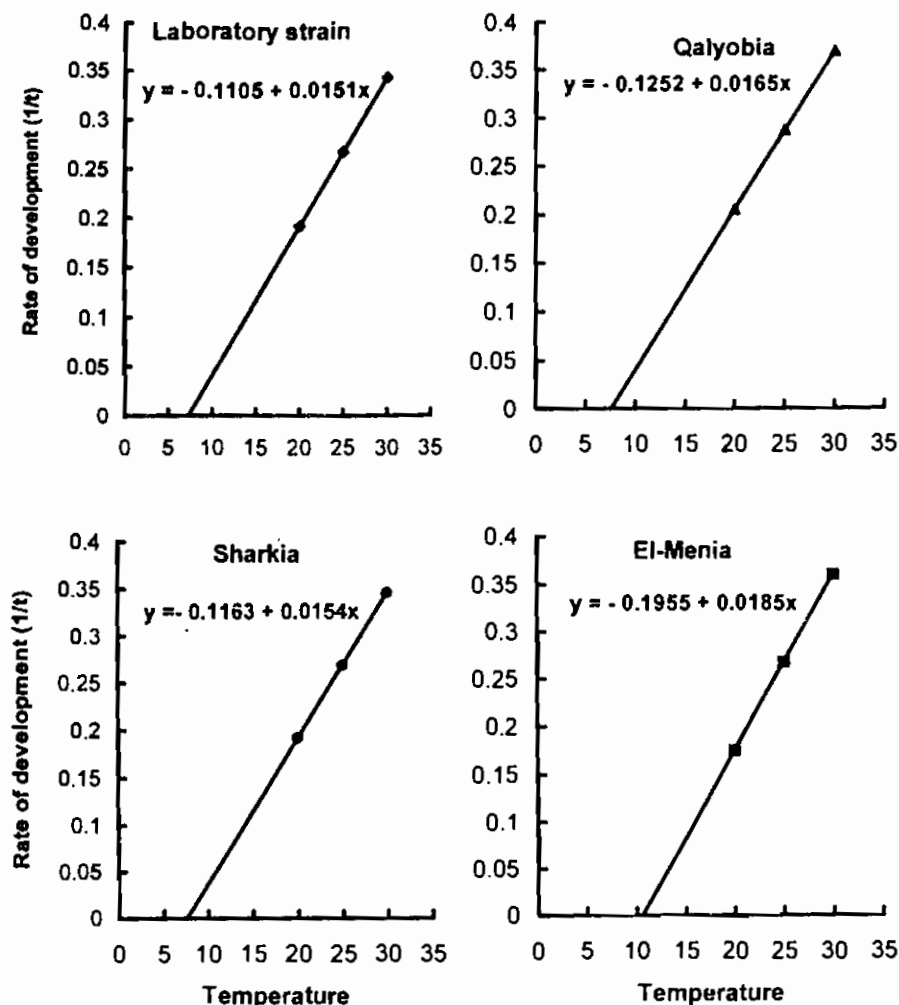 Laboratory strain
y = - 0.1105 + 0.0151x
Rate of development (1/t)
0.4
0.35
0.3
0.25
0.2
0.15
0.1
0.05
0
0 5 10 15 20 25 30 35
Qalyobia
y = - 0.1252 + 0.0165x
0.4
0.35
0.3
0.25
0.2
0.15
0.1
0.05
0
0 5 10 15 20 25 30 35
Sharkia
y =- 0.1163 + 0.0154x
Rate of development (1/t)
0.4
0.35
0.3
0.25
0.2
0.15
0.1
0.05
0
0 5 10 15 20 25 30 35
Temperature
El-Menia
y = - 0.1955 + 0.0185x
0.4
0.35
0.3
0.25
0.2
0.15
0.1
0.05
0
0 5 10 15 20 25 30 35
Temperature